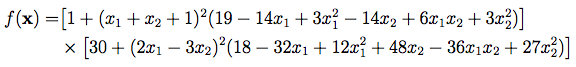 f(x) =[1 + (x₁ + x₂ + 1)²(19 − 14x₁ + 3x₁² − 14x₂ + 6x₁x₂ + 3x₂²)]
× [30 + (2x₁ − 3x₂)²(18 − 32x₁ + 12x₁² + 48x₂ − 36x₁x₂ + 27x₂²)]